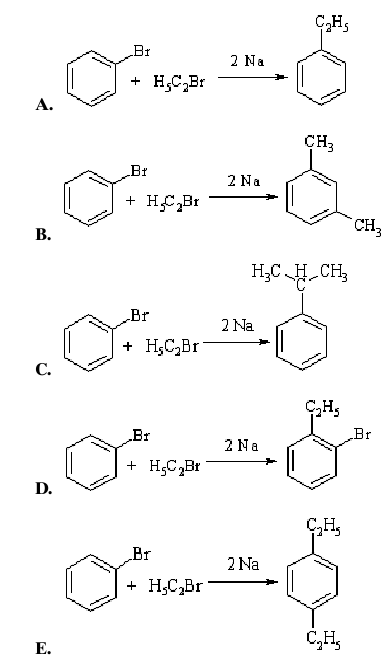 C₂H₅
Br
2 Na
+ H₅C₂Br
A.
CH₃
Br
2 Na
+ H₅C₂Br
CH₃
B.
H₃C H CH₃
C
Br
2 Na
+ H₅C₂Br
C.
C₂H₅
Br
Br
2 Na
+ H₅C₂Br
D.
C₂H₅
Br
2 Na
+ H₅C₂Br
E.
C₂H₅